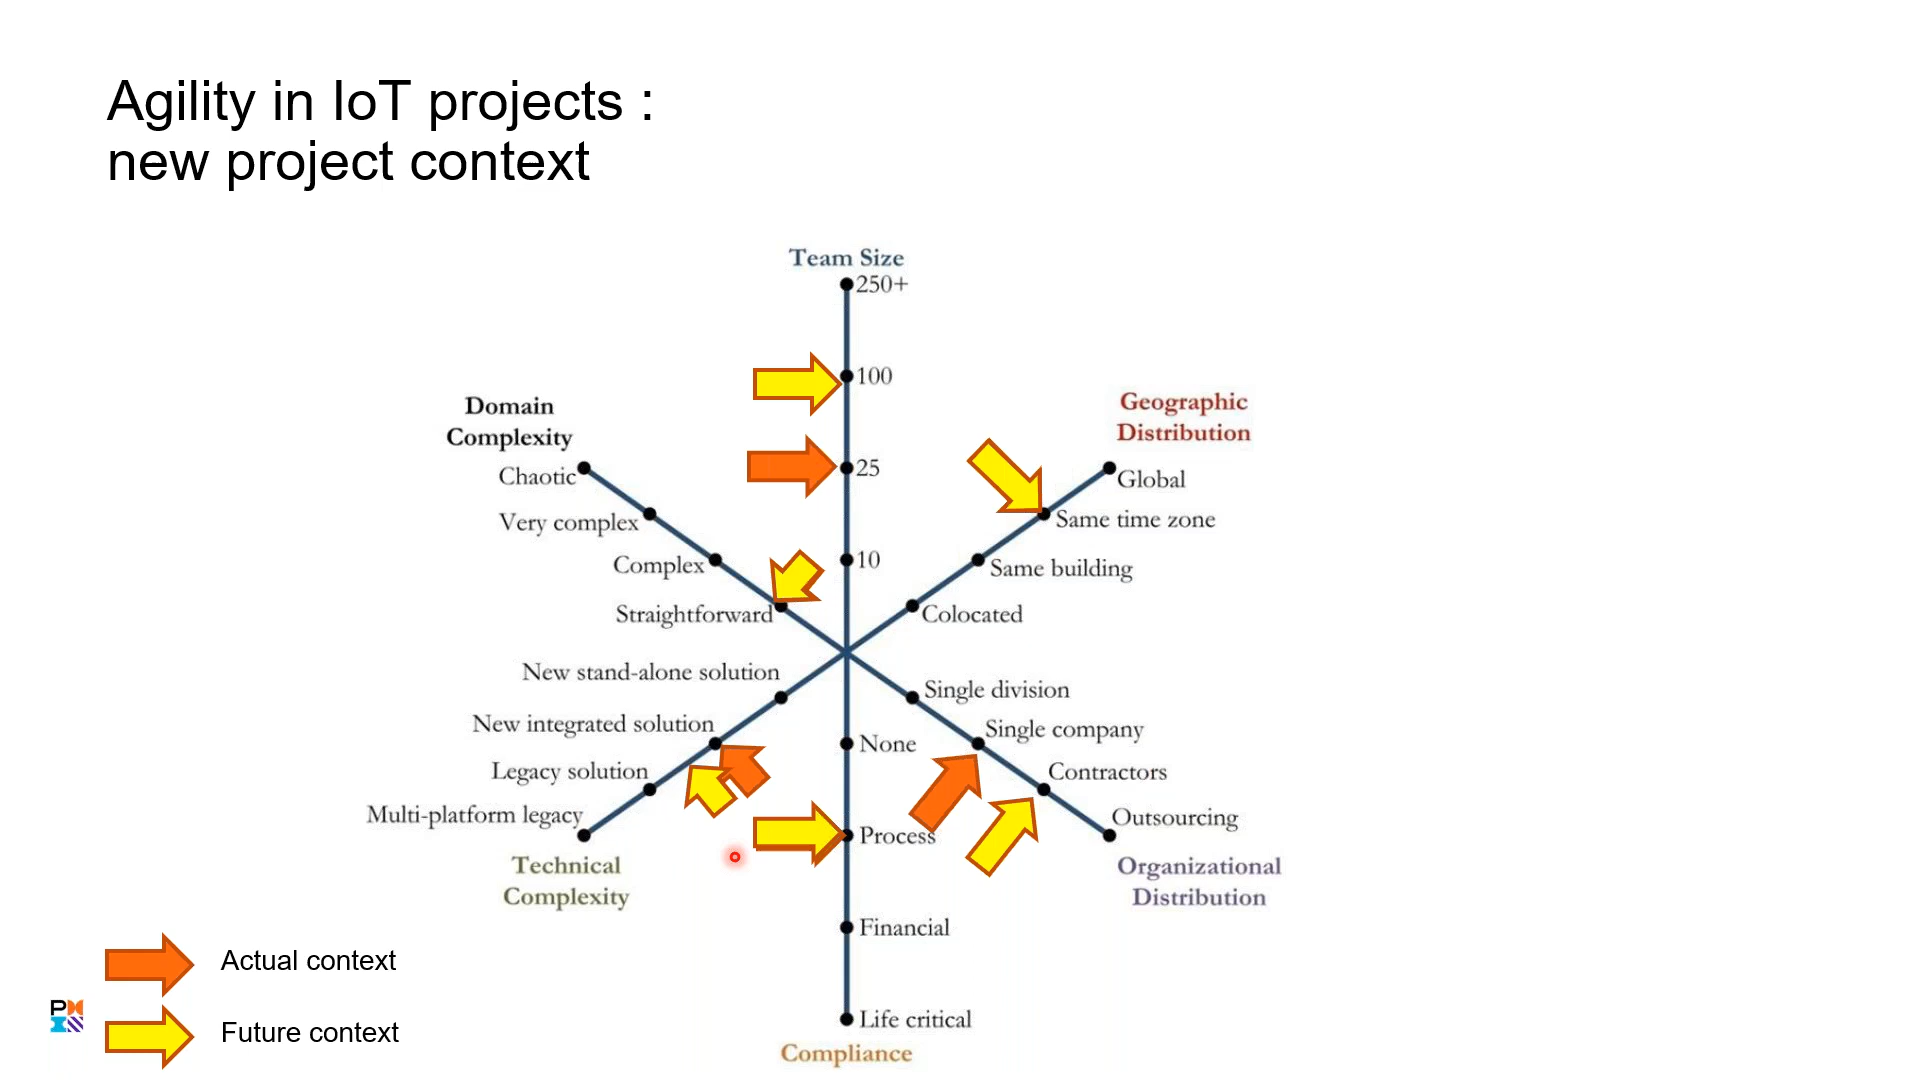 Agility in IoT projects :
new project context
Team Size
250+
100
25
10
Domain
Complexity
Chaotic
Very complex
Complex
Straightforward
Geographic
Distribution
Global
Same time zone
Same building
Colocated
New stand-alone solution
New integrated solution
Legacy solution
Multi-platform legacy
Technical
Complexity
Single division
Single company
Contractors
Outsourcing
Organizational
Distribution
None
Process
Financial
Life critical
Compliance
Actual context
Future context